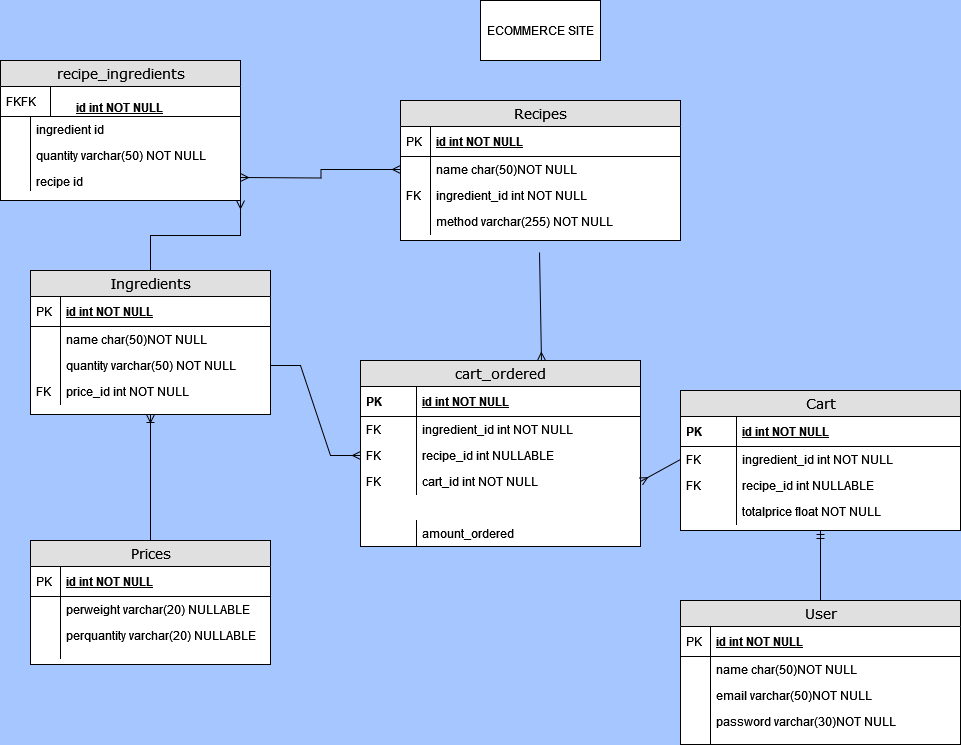 ECOMMERCE SITE
recipe_ingredients
FKFK id int NOT NULL
ingredient id
quantity varchar(50) NOT NULL
recipe id
Recipes
PK id int NOT NULL
name char(50)NOT NULL
FK ingredient_id int NOT NULL
method varchar(255) NOT NULL
Ingredients
PK id int NOT NULL
name char(50)NOT NULL
quantity varchar(50) NOT NULL
FK price_id int NOT NULL
cart_ordered
PK id int NOT NULL
FK ingredient_id int NOT NULL
FK recipe_id int NULLABLE
FK cart_id int NOT NULL
amount_ordered
Cart
PK id int NOT NULL
FK ingredient_id int NOT NULL
FK recipe_id int NULLABLE
totalprice float NOT NULL
Prices
PK id int NOT NULL
perweight varchar(20) NULLABLE
perquantity varchar(20) NULLABLE
User
PK id int NOT NULL
name char(50)NOT NULL
email varchar(50)NOT NULL
password varchar(30)NOT NULL